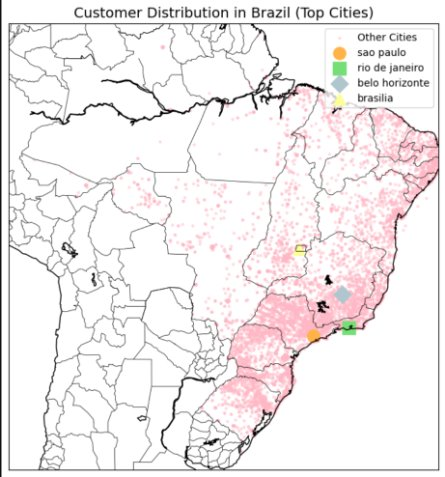 Customer Distribution in Brazil (Top Cities)
Other Cities
sao paulo
rio de janeiro
belo horizonte
brasilia